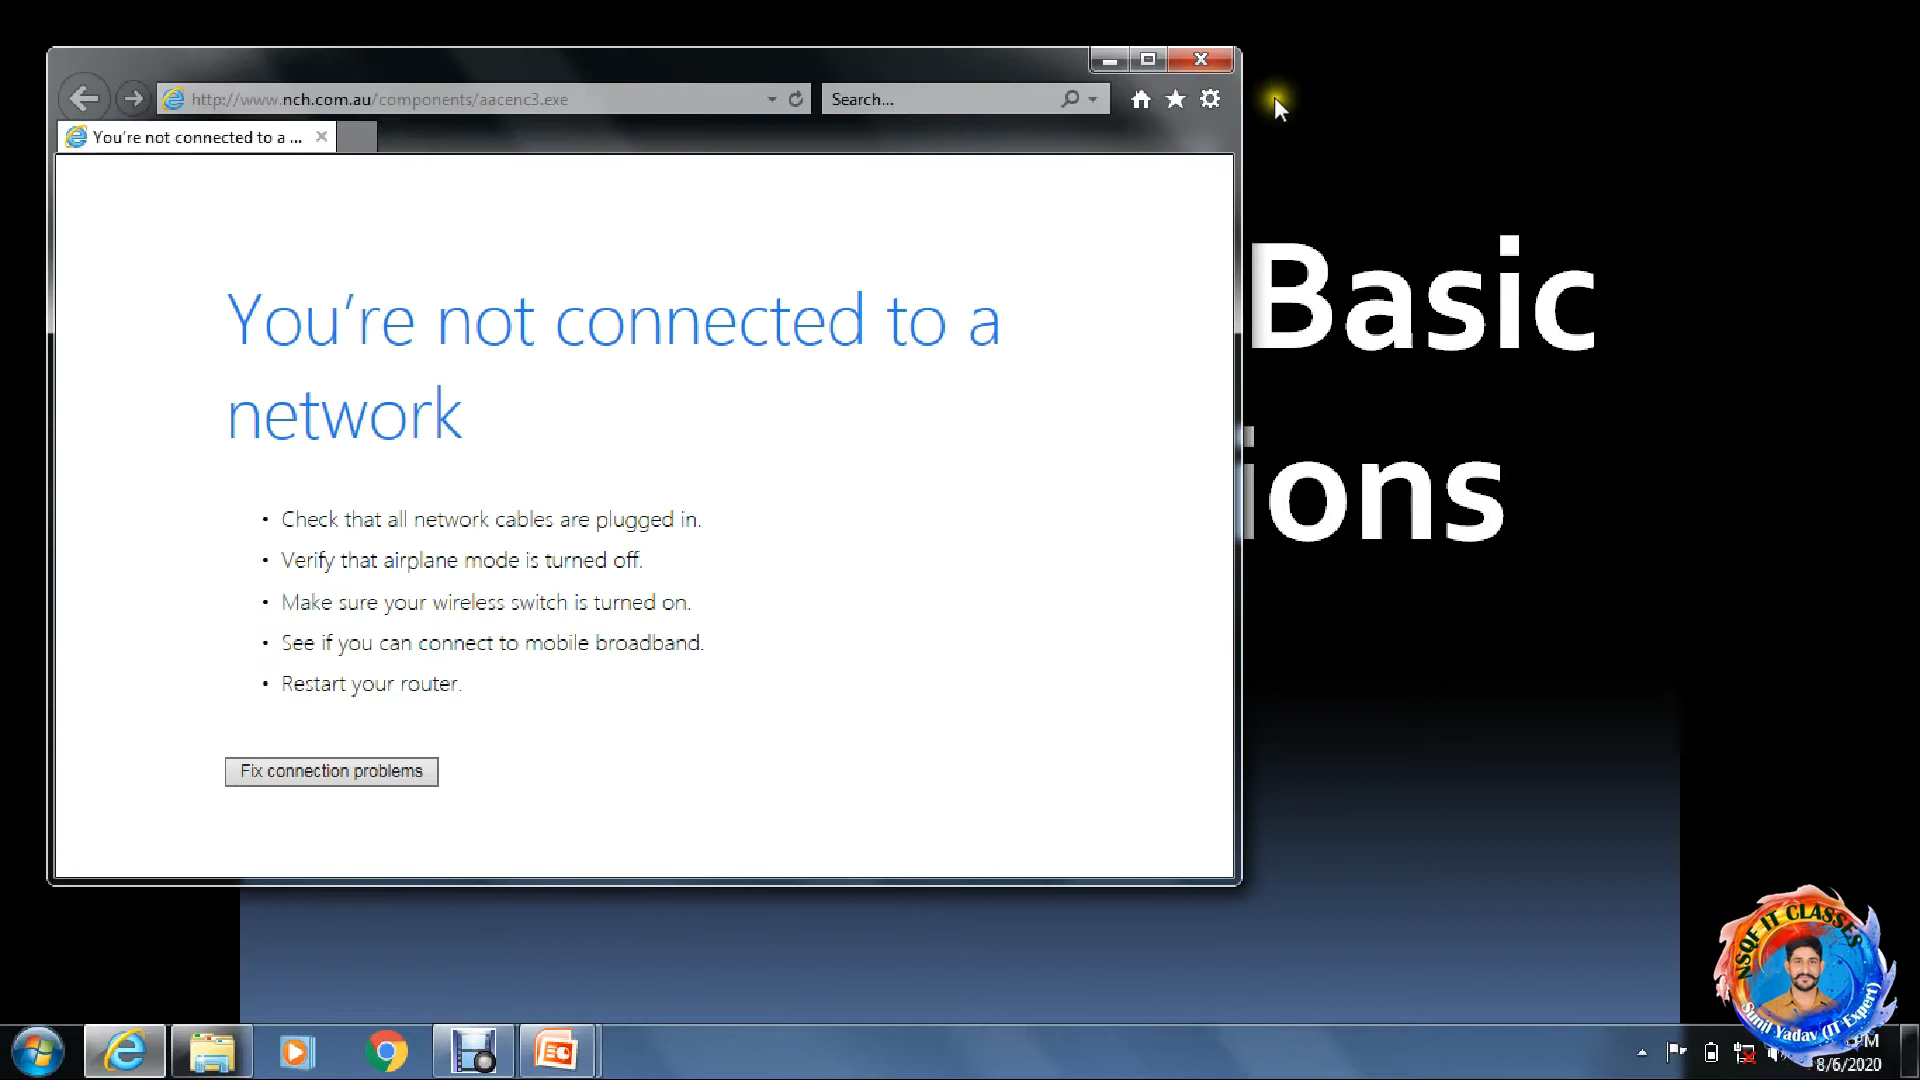 http://www.nch.com.au/components/aacenc3.exe
Search...
You're not connected to a ...
You're not connected to a
network
• Check that all network cables are plugged in.
• Verify that airplane mode is turned off.
• Make sure your wireless switch is turned on.
• See if you can connect to mobile broadband.
• Restart your router.
Fix connection problems
Basic
ions
NSQF IT CLASSES
Sunil Yadav (IT Expert)
PM
8/6/2020